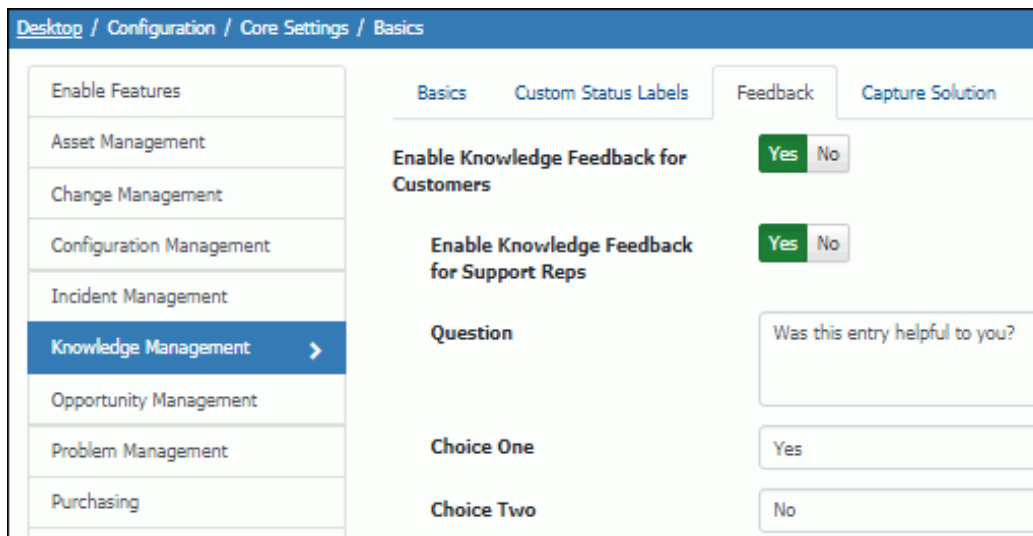 Desktop / Configuration / Core Settings / Basics
Enable Features
Asset Management
Change Management
Configuration Management
Incident Management
Knowledge Management
Opportunity Management
Problem Management
Purchasing
Basics Custom Status Labels Feedback Capture Solution
Enable Knowledge Feedback for
Customers
Yes No
Enable Knowledge Feedback
for Support Reps
Yes No
Question
Was this entry helpful to you?
Choice One
Yes
Choice Two
No